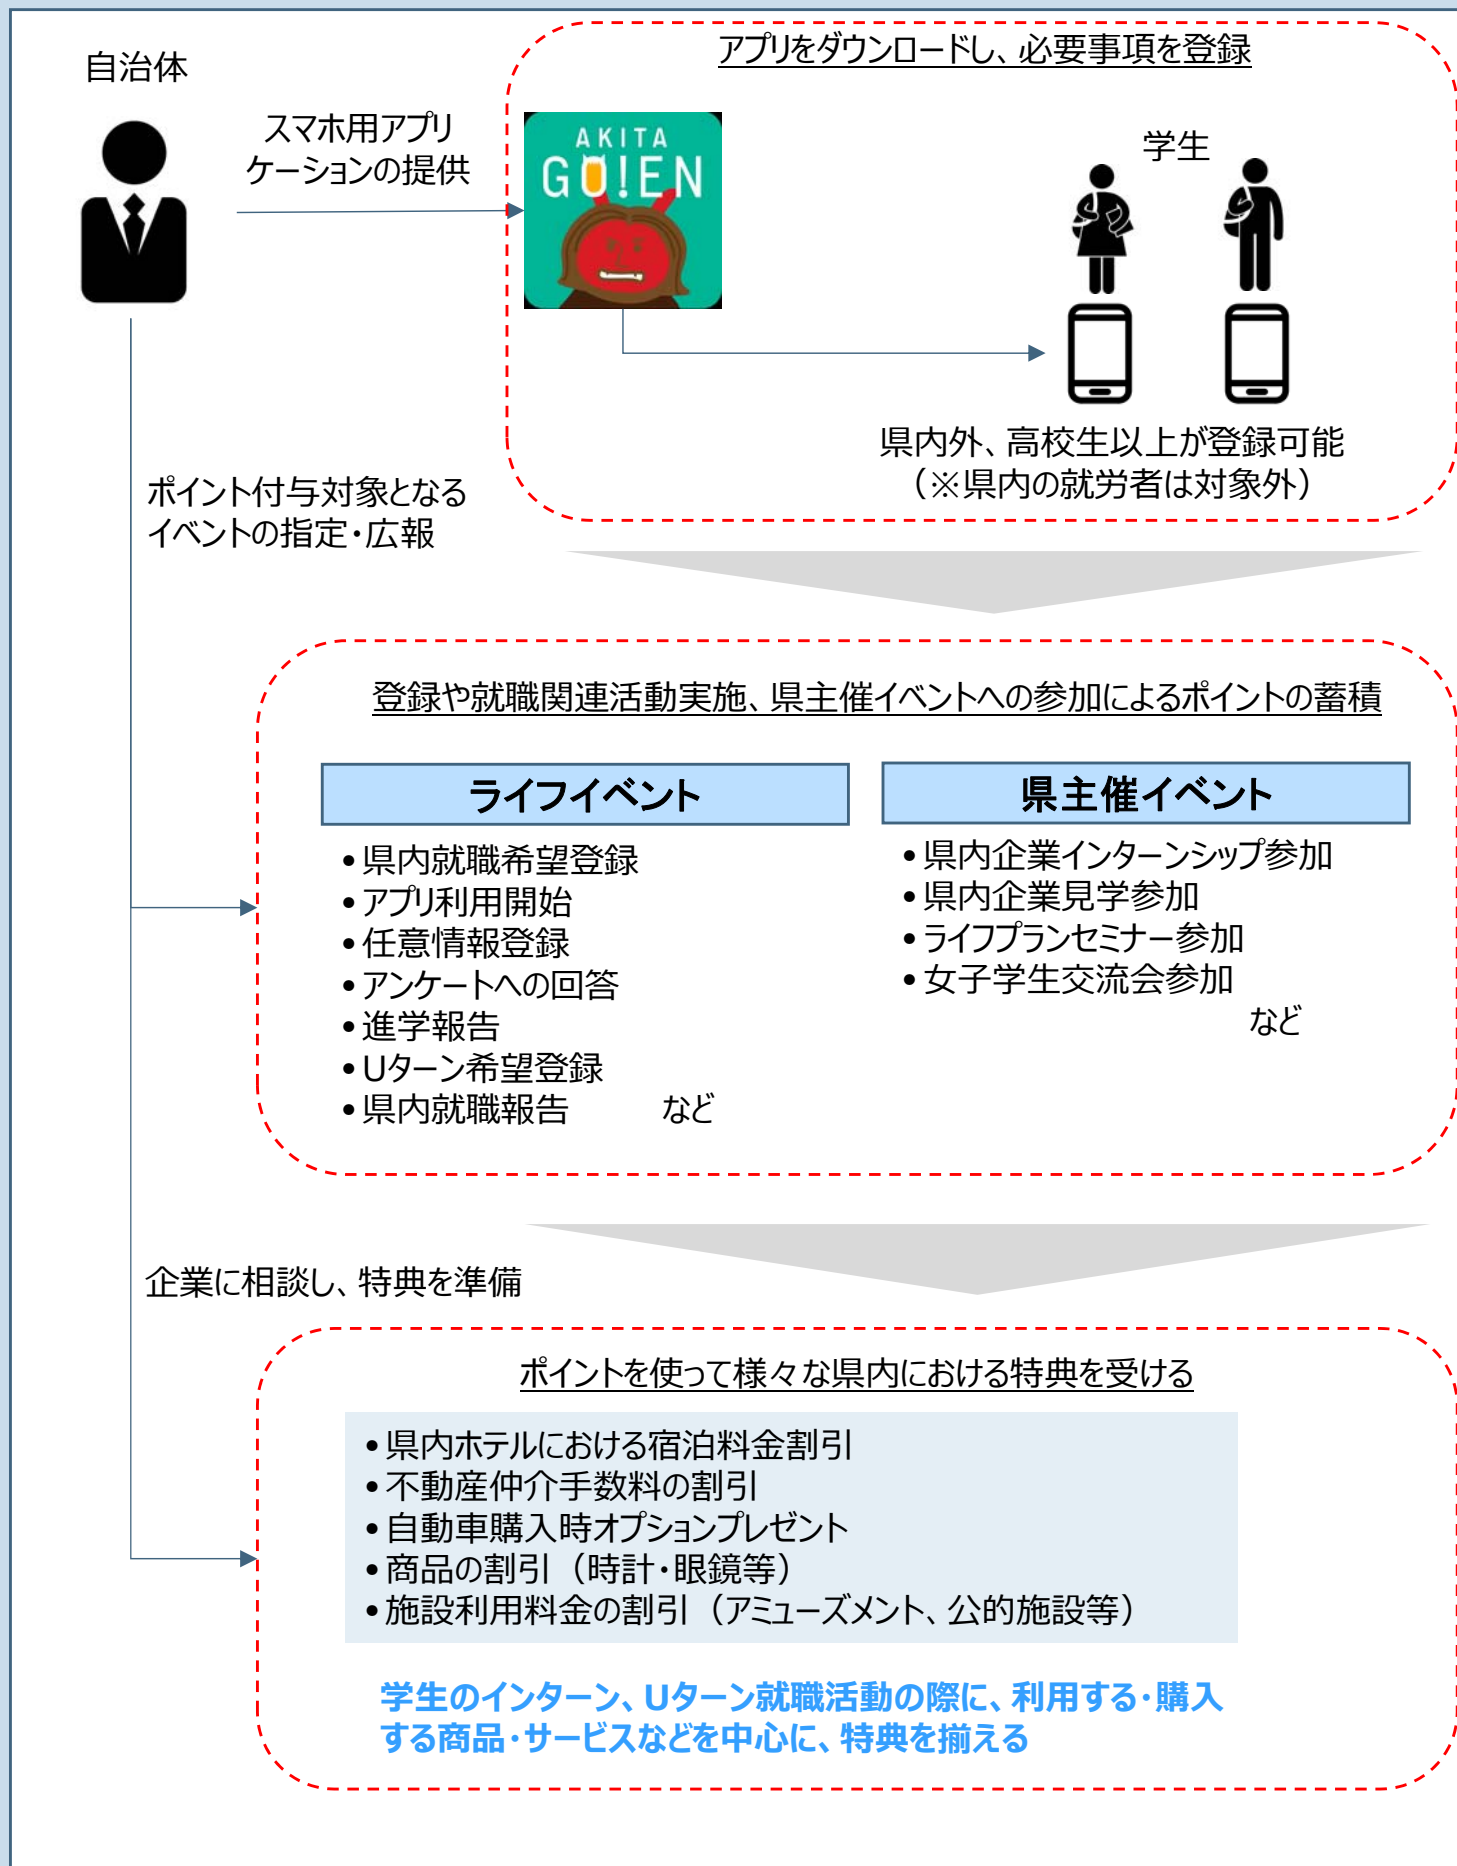 自治体
スマホ用アプリ
ケーションの提供
アプリをダウンロードし、必要事項を登録
AKITA
GO!EN
学生
県内外、高校生以上が登録可能
（※県内の就労者は対象外）
ポイント付与対象となる
イベントの指定・広報
登録や就職関連活動実施、県主催イベントへの参加によるポイントの蓄積
ライフイベント
•県内就職希望登録
•アプリ利用開始
•任意情報登録
•アンケートへの回答
•進学報告
•Uターン希望登録
•県内就職報告　　など
県主催イベント
•県内企業インターンシップ参加
•県内企業見学参加
•ライフプランセミナー参加
•女子学生交流会参加
など
企業に相談し、特典を準備
ポイントを使って様々な県内における特典を受ける
•県内ホテルにおける宿泊料金割引
•不動産仲介手数料の割引
•自動車購入時オプションプレゼント
•商品の割引（時計・眼鏡等）
•施設利用料金の割引（アミューズメント、公的施設等）
学生のインターン、Uターン就職活動の際に、利用する・購入
する商品・サービスなどを中心に、特典を揃える